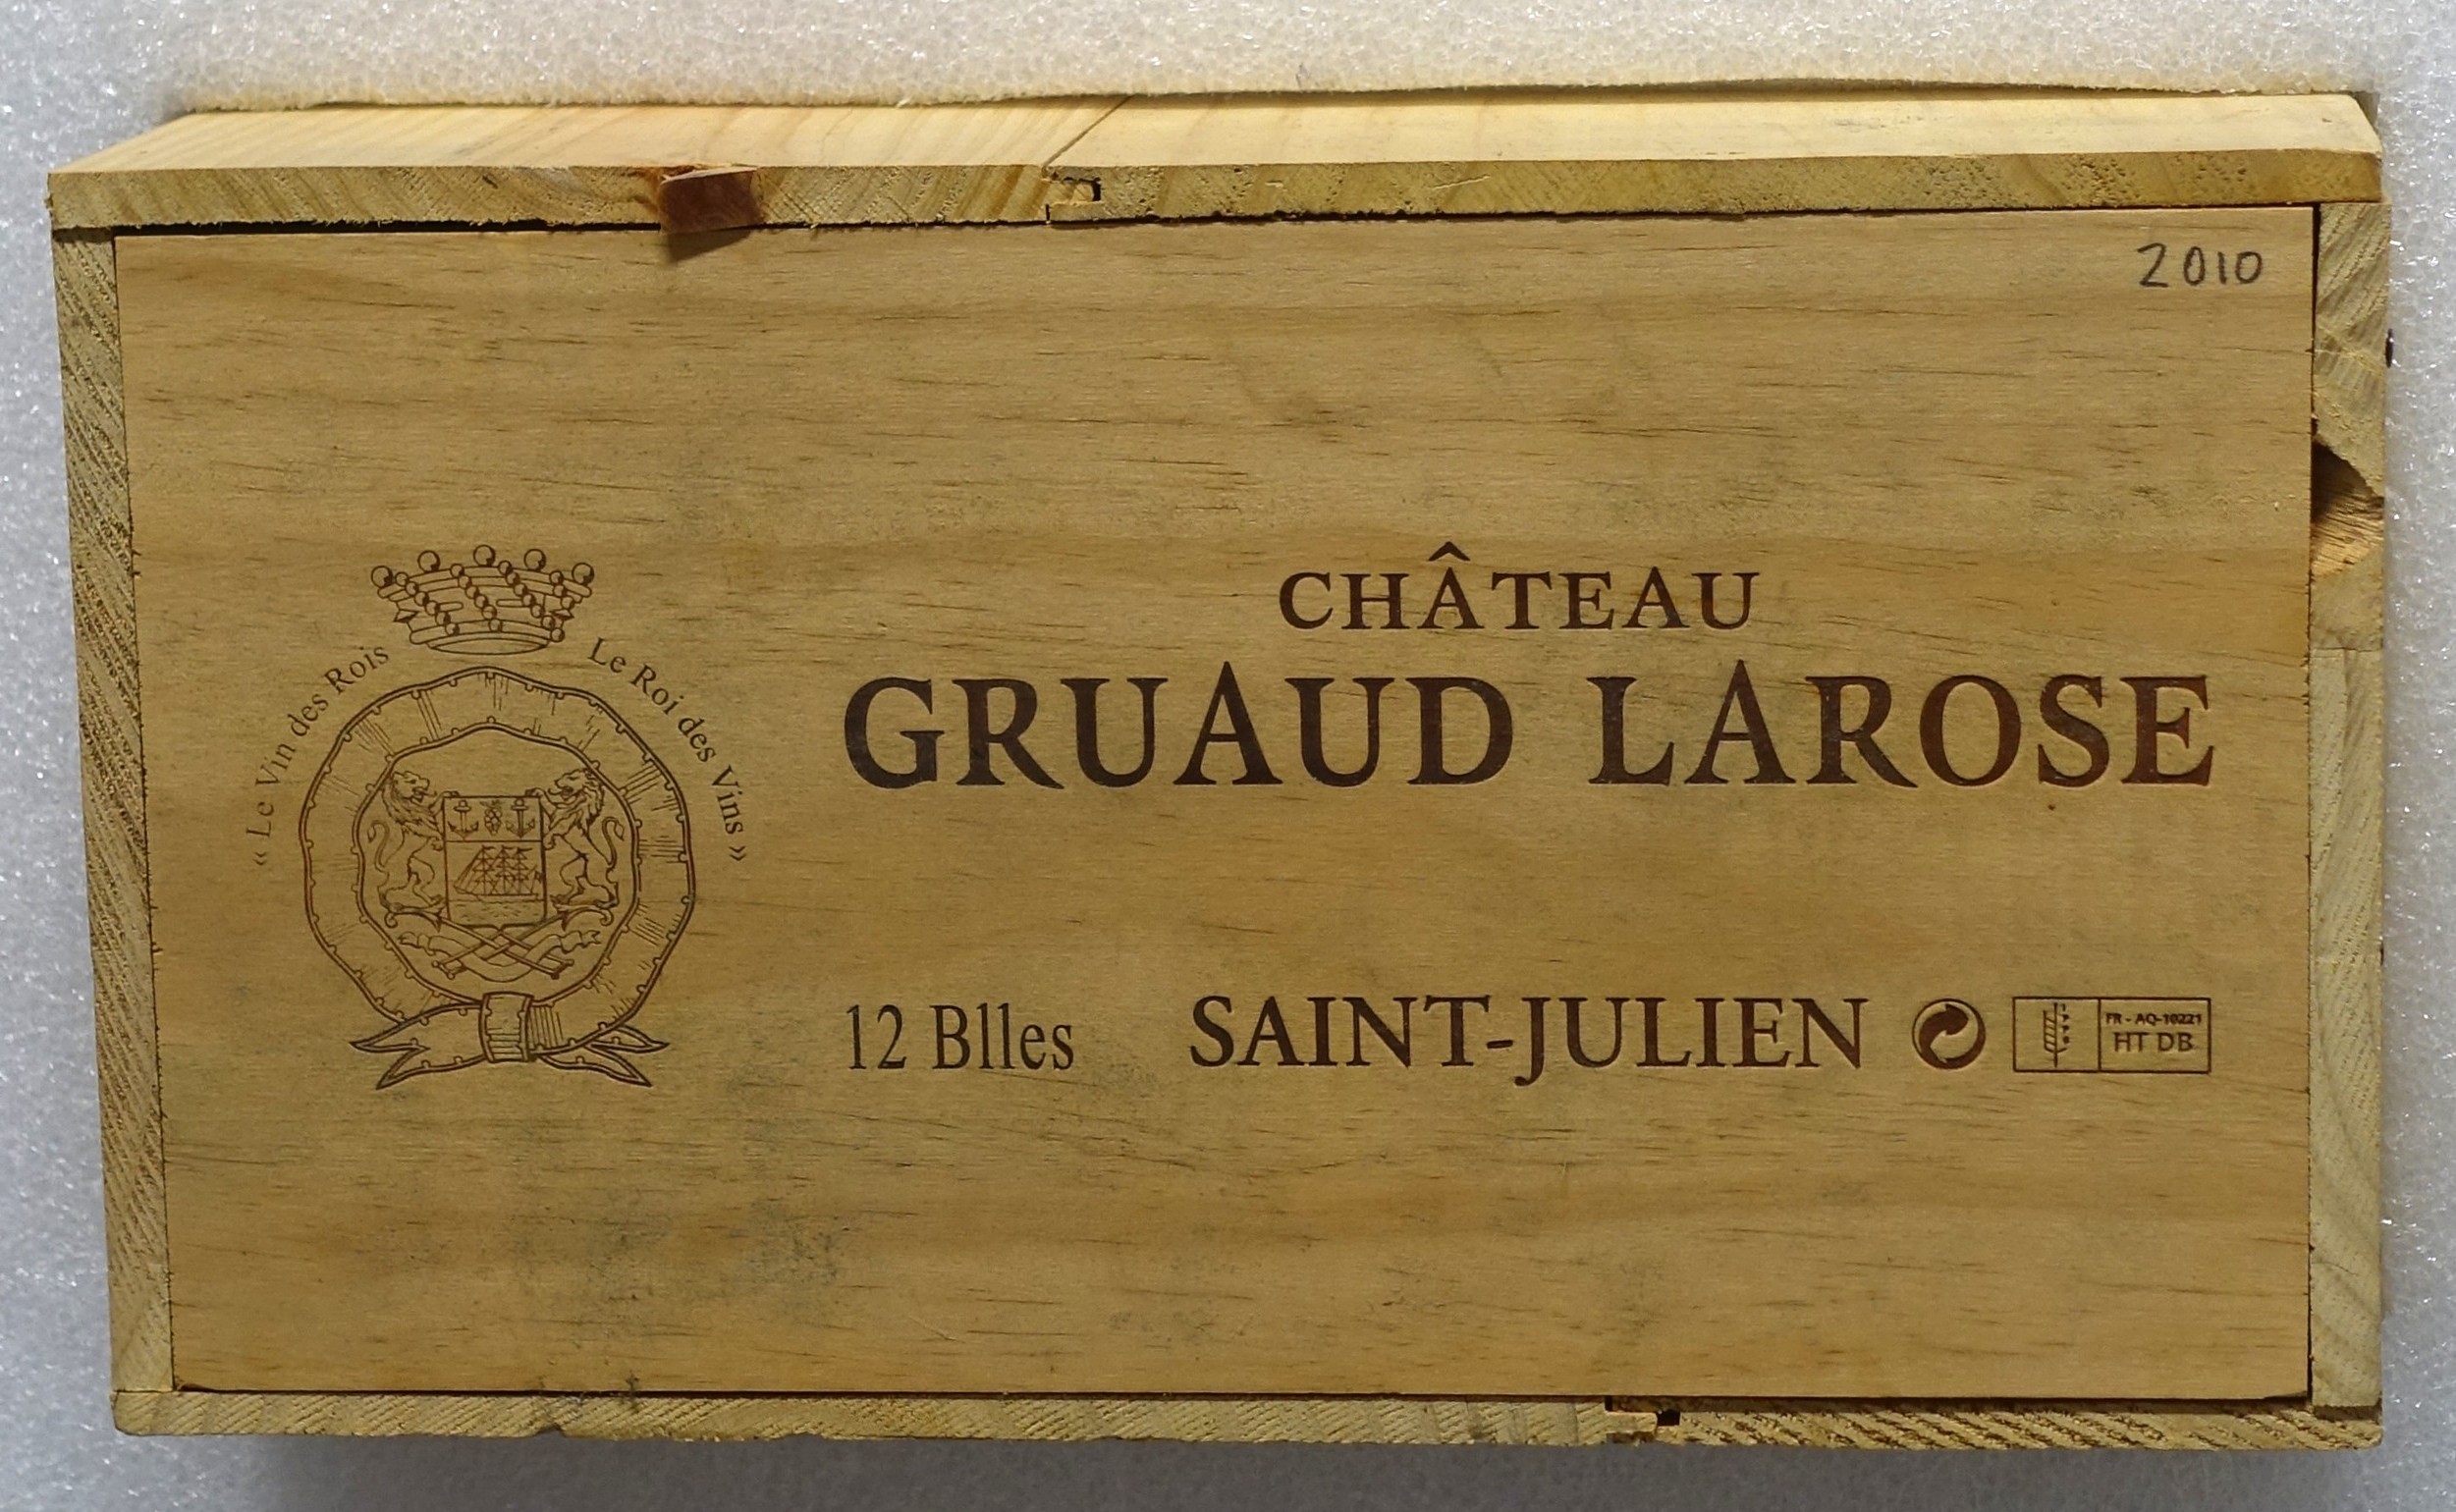 2010
« Le Vin des Rois
Le Roi des Vins »
CHÂTEAU
GRUAUD LAROSE
12 Blles
SAINT-JULIEN
FR - AQ-10221
HT DB